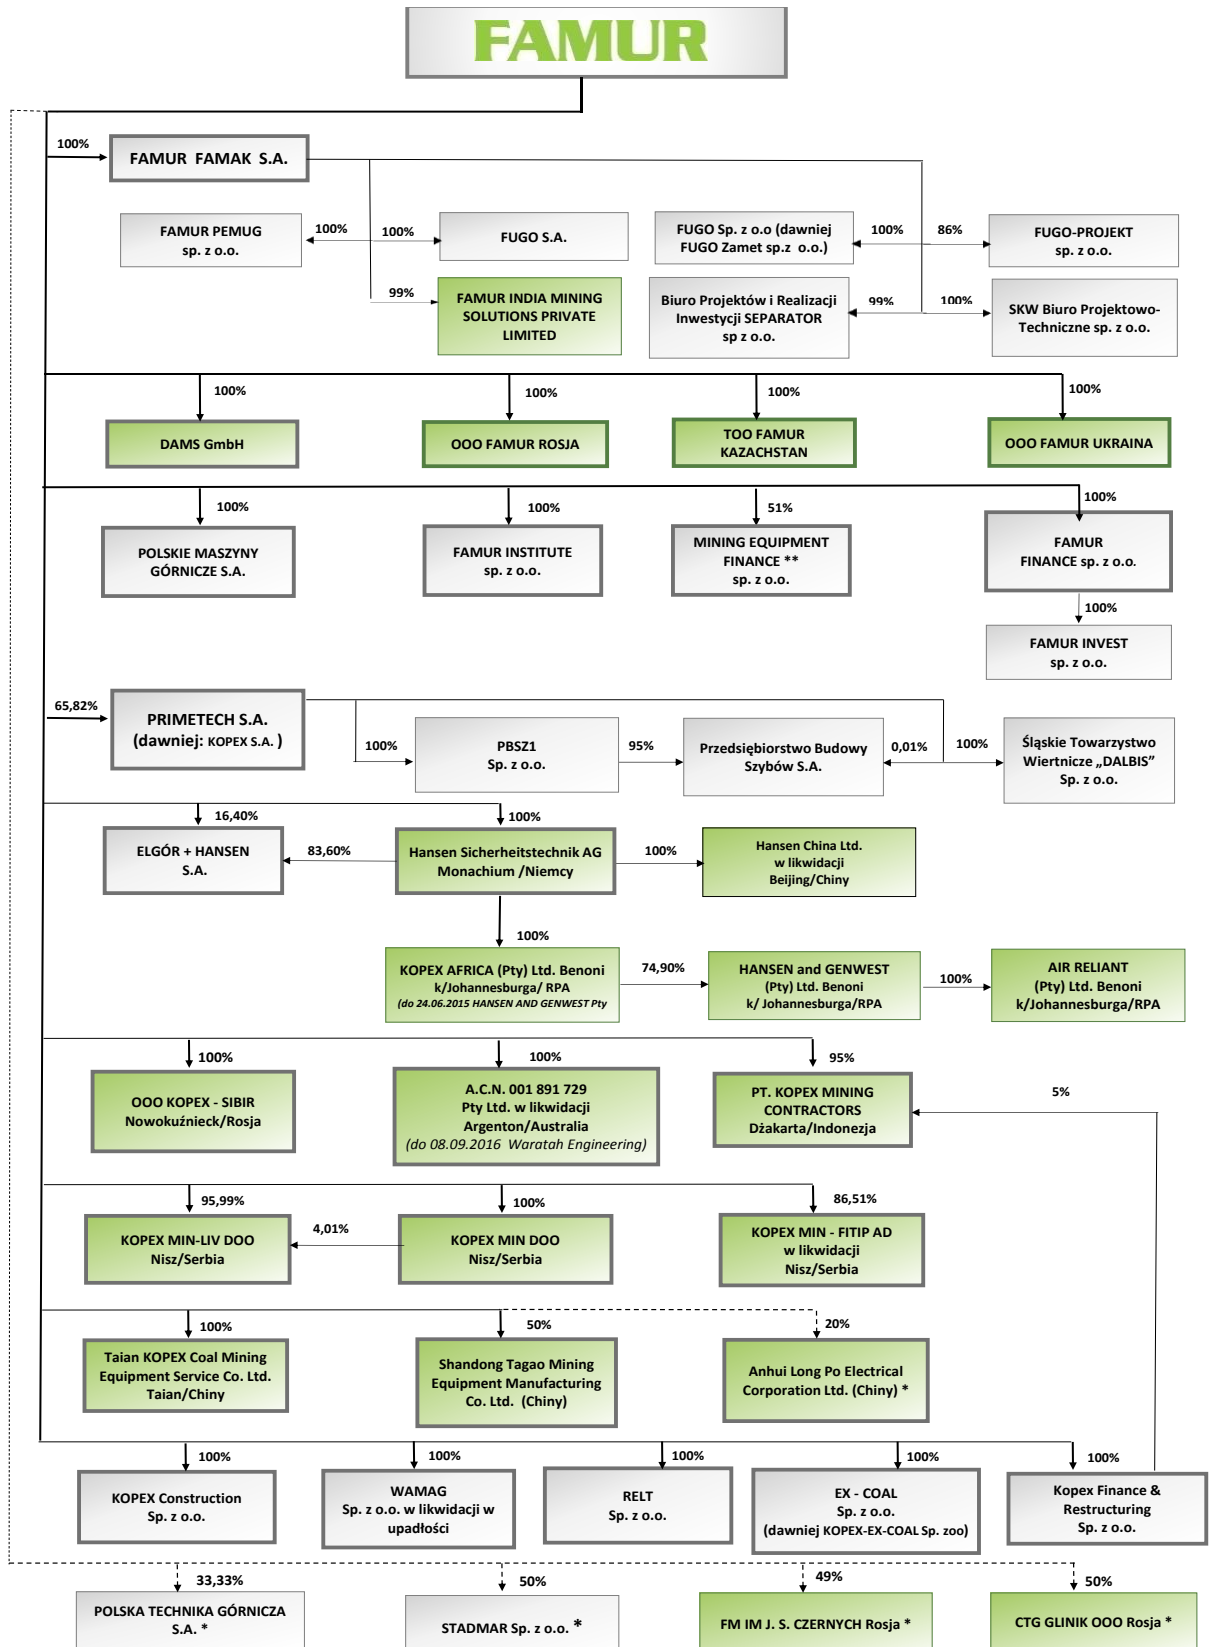 FAMUR
100%
FAMUR FAMAK S.A.
FAMUR PEMUG
sp. z o.o.
100%
100%
FUGO S.A.
FUGO Sp. z o.o (dawniej
FUGO Zamet sp.z o.o.)
100%
86%
FUGO-PROJEKT
sp. z o.o.
99%
FAMUR INDIA MINING
SOLUTIONS PRIVATE
LIMITED
Biuro Projektów i Realizacji
Inwestycji SEPARATOR
sp z o.o.
99%
100%
SKW Biuro Projektowo-
Techniczne sp. z o.o.
100%
100%
100%
100%
DAMS GmbH
OOO FAMUR ROSJA
TOO FAMUR
KAZACHSTAN
OOO FAMUR UKRAINA
100%
100%
51%
100%
POLSKIE MASZYNY
GÓRNICZE S.A.
FAMUR INSTITUTE
sp. z o.o.
MINING EQUIPMENT
FINANCE **
sp. z o.o.
FAMUR
FINANCE sp. z o.o.
100%
FAMUR INVEST
sp. z o.o.
65,82%
PRIMETECH S.A.
(dawniej: KOPEX S.A. )
100%
PBSZ1
Sp. z o.o.
95%
Przedsiębiorstwo Budowy
Szybów S.A.
0,01%
100%
Śląskie Towarzystwo
Wiertnicze „DALBIS"
Sp. z o.o.
16,40%
100%
ELGÓR + HANSEN
S.A.
83,60%
Hansen Sicherheitstechnik AG
Monachium /Niemcy
100%
Hansen China Ltd.
w likwidacji
Beijing/Chiny
100%
KOPEX AFRICA (Pty) Ltd. Benoni
k/Johannesburga/ RPA
(do 24.06.2015 HANSEN AND GENWEST Pty
74,90%
HANSEN and GENWEST
(Pty) Ltd. Benoni
k/ Johannesburga/RPA
100%
AIR RELIANT
(Pty) Ltd. Benoni
k/Johannesburga/RPA
100%
100%
95%
OOO KOPEX - SIBIR
Nowokuźnieck/Rosja
A.C.N. 001 891 729
Pty Ltd. w likwidacji
Argenton/Australia
(do 08.09.2016 Waratah Engineering)
PT. KOPEX MINING
CONTRACTORS
Dżakarta/Indonezja
5%
95,99%
100%
86,51%
KOPEX MIN-LIV DOO
Nisz/Serbia
4,01%
KOPEX MIN DOO
Nisz/Serbia
KOPEX MIN - FITIP AD
w likwidacji
Nisz/Serbia
100%
50%
20%
Taian KOPEX Coal Mining
Equipment Service Co. Ltd.
Taian/Chiny
Shandong Tagao Mining
Equipment Manufacturing
Co. Ltd. (Chiny)
Anhui Long Po Electrical
Corporation Ltd. (Chiny) *
100%
100%
100%
100%
100%
KOPEX Construction
Sp. z o.o.
WAMAG
Sp. z o.o. w likwidacji w
upadłości
RELT
Sp. z o.o.
EX - COAL
Sp. z o.o.
(dawniej KOPEX-EX-COAL Sp. zoo)
Kopex Finance &
Restructuring
Sp. z o.o.
33,33%
50%
49%
50%
POLSKA TECHNIKA GÓRNICZA
S.A. *
STADMAR Sp. z o.o. *
FM IM J. S. CZERNYCH Rosja *
CTG GLINIK OOO Rosja *